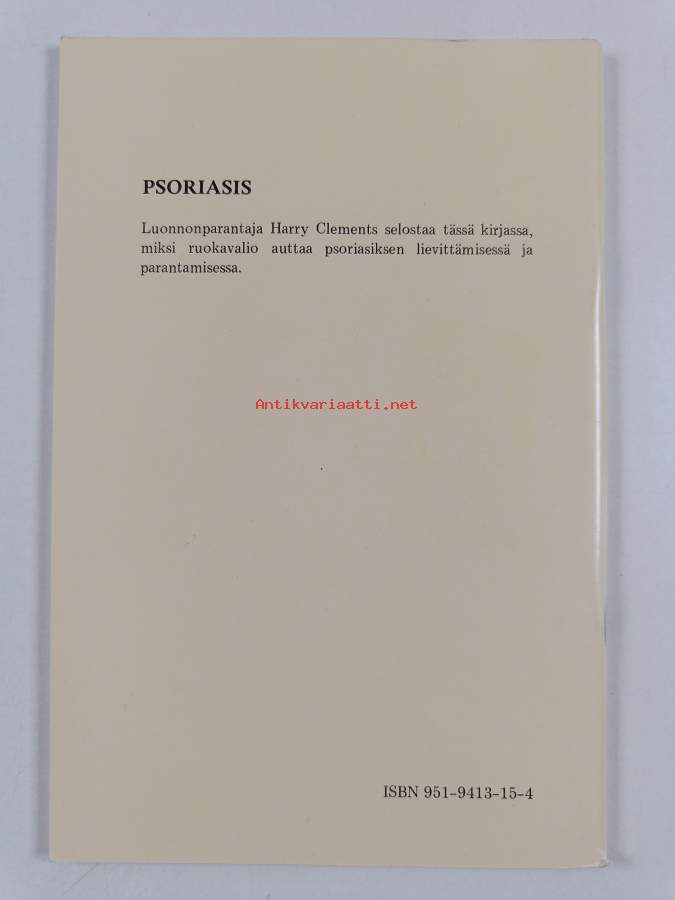 PSORIASIS
Luonnonparantaja Harry Clements selostaa tässä kirjassa,
miksi ruokavalio auttaa psoriasiksen lievittämisessä ja
parantamisessa.
Antikvariaatti.net
ISBN 951-9413-15-4